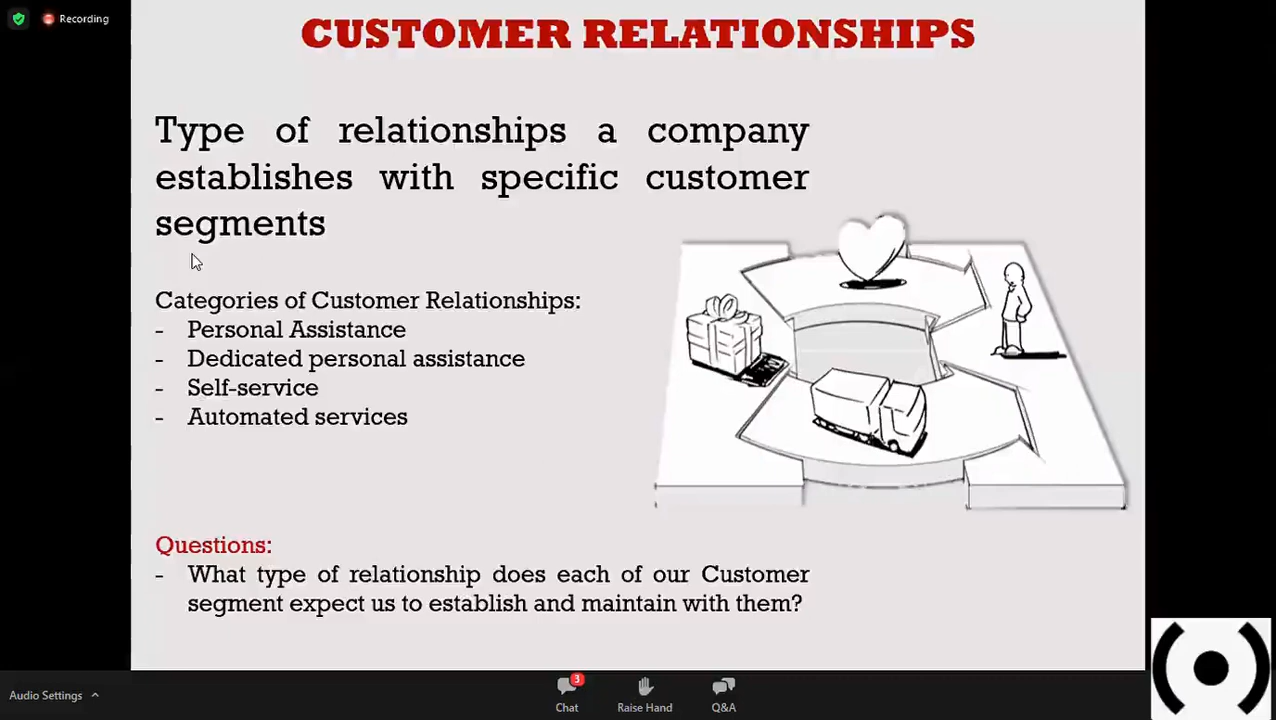 Recording
CUSTOMER RELATIONSHIPS
Type of relationships a company
establishes with specific customer
segments
Categories of Customer Relationships:
- Personal Assistance
- Dedicated personal assistance
- Self-service
- Automated services
Questions:
- What type of relationship does each of our Customer
segment expect us to establish and maintain with them?
Audio Settings
3
Chat
Raise Hand
Q&A